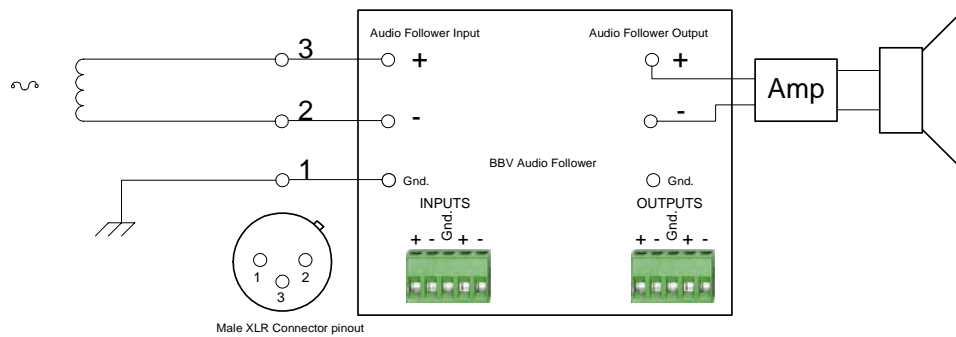 Audio Follower Input
Audio Follower Output
3
+
+
Amp
2
-
-
BBV Audio Follower
1
Gnd.
Gnd.
INPUTS
+ - Gnd. + -
OUTPUTS
+ - Gnd. + -
1
2
3
Male XLR Connector pinout